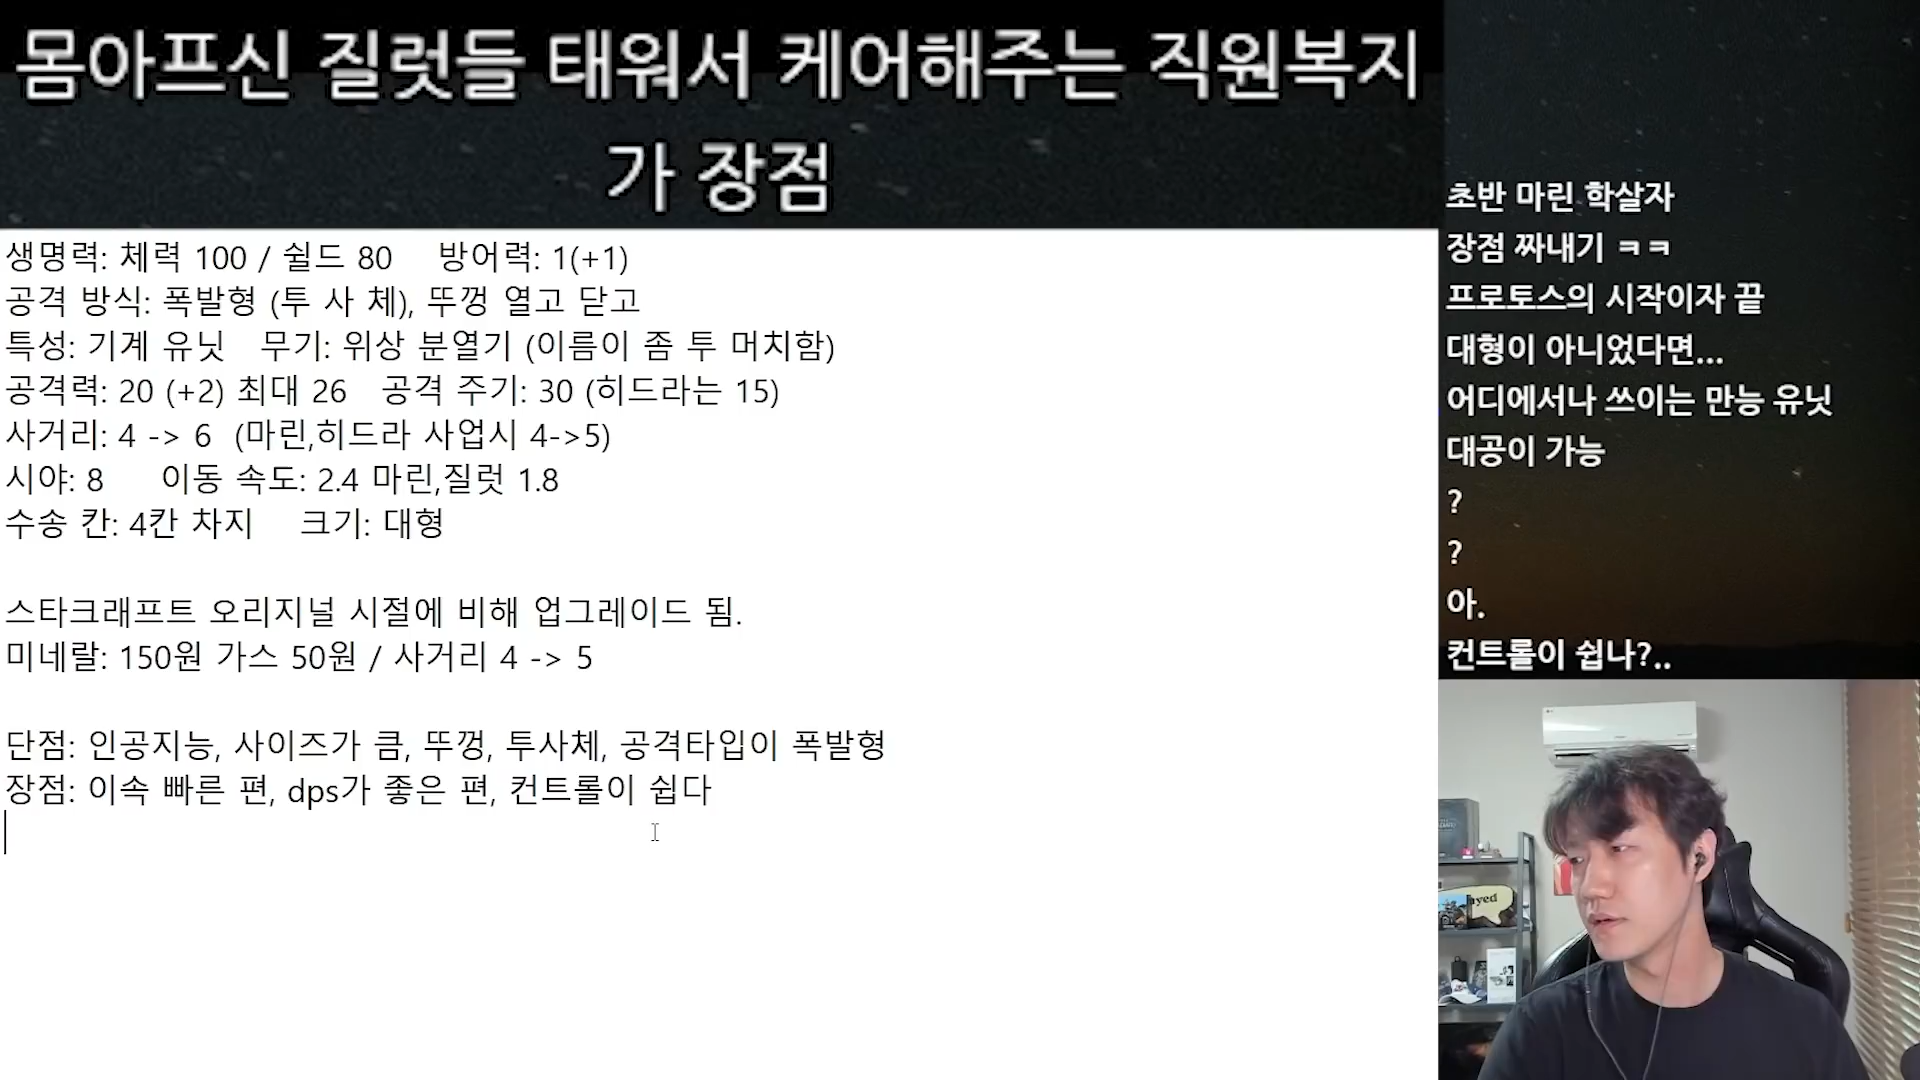 몸아프신 질럿들 태워서 케어해주는 직원복지
가 장점
생명력: 체력 100 / 쉴드 80 방어력: 1(+1)
공격 방식: 폭발형 (투 사 체), 뚜껑 열고 닫고
특성: 기계 유닛 무기: 위상 분열기 (이름이 좀 투 머치함)
공격력: 20 (+2) 최대 26 공격 주기: 30 (히드라는 15)
사거리: 4 -> 6 (마린,히드라 사업시 4->5)
시야: 8 이동 속도: 2.4 마린,질럿 1.8
수송 칸: 4칸 차지 크기: 대형
스타크래프트 오리지널 시절에 비해 업그레이드 됨.
미네랄: 150원 가스 50원 / 사거리 4 -> 5
단점: 인공지능, 사이즈가 큼, 뚜껑, 투사체, 공격타입이 폭발형
장점: 이속 빠른 편, dps가 좋은 편, 컨트롤이 쉽다
초반 마린 학살자
장점 짜내기 ㅋㅋ
프로토스의 시작이자 끝
대형이 아니었다면...
어디에서나 쓰이는 만능 유닛
대공이 가능
?
?
아.
컨트롤이 쉽나?..